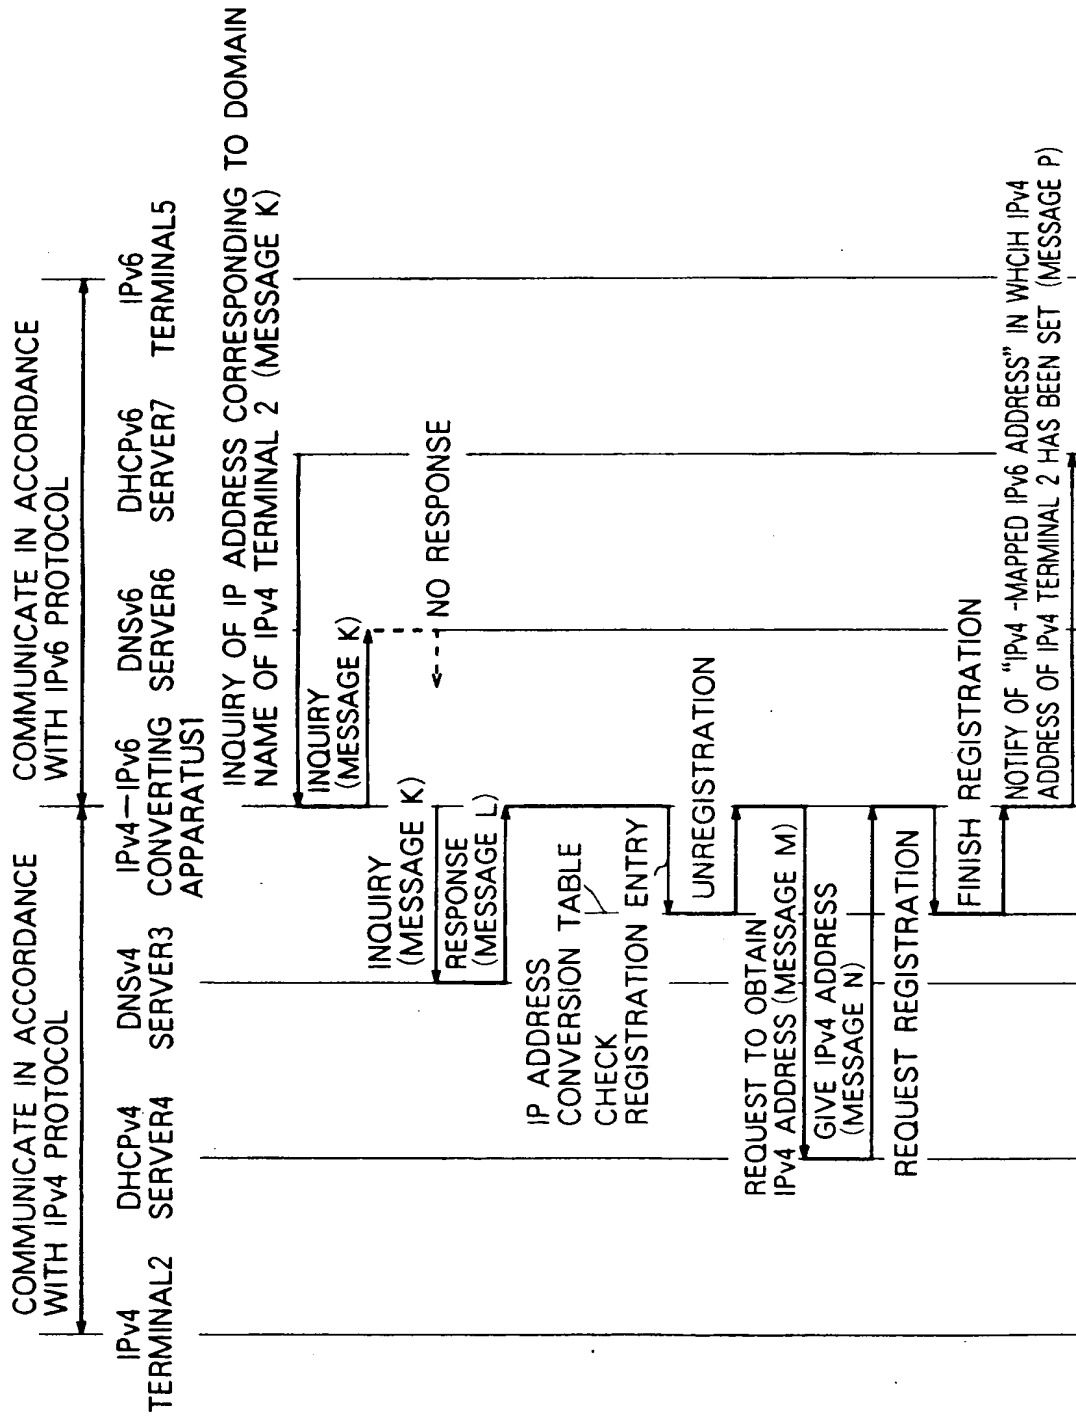 COMMUNICATE IN ACCORDANCE
WITH IPv4 PROTOCOL
COMMUNICATE IN ACCORDANCE
WITH IPv6 PROTOCOL
IPv4
TERMINAL2
DHCPv4
SERVER4
DNSv4
SERVER3
IPv4—IPv6
CONVERTING
APPARATUS1
DNSv6
SERVER6
DHCPv6
SERVER7
IPv6
TERMINAL5
INQUIRY OF IP ADDRESS CORRESPONDING TO DOMAIN
NAME OF IPv4 TERMINAL 2 (MESSAGE K)
INQUIRY
(MESSAGE K)
NO RESPONSE
INQUIRY
(MESSAGE K)
RESPONSE
(MESSAGE L)
IP ADDRESS
CONVERSION TABLE
CHECK
REGISTRATION ENTRY
UNREGISTRATION
REQUEST TO OBTAIN
IPv4 ADDRESS (MESSAGE M)
GIVE IPv4 ADDRESS
(MESSAGE N)
REQUEST REGISTRATION
FINISH REGISTRATION
NOTIFY OF "IPv4 -MAPPED IPv6 ADDRESS" IN WHCIH IPv4
ADDRESS OF IPv4 TERMINAL 2 HAS BEEN SET (MESSAGE P)